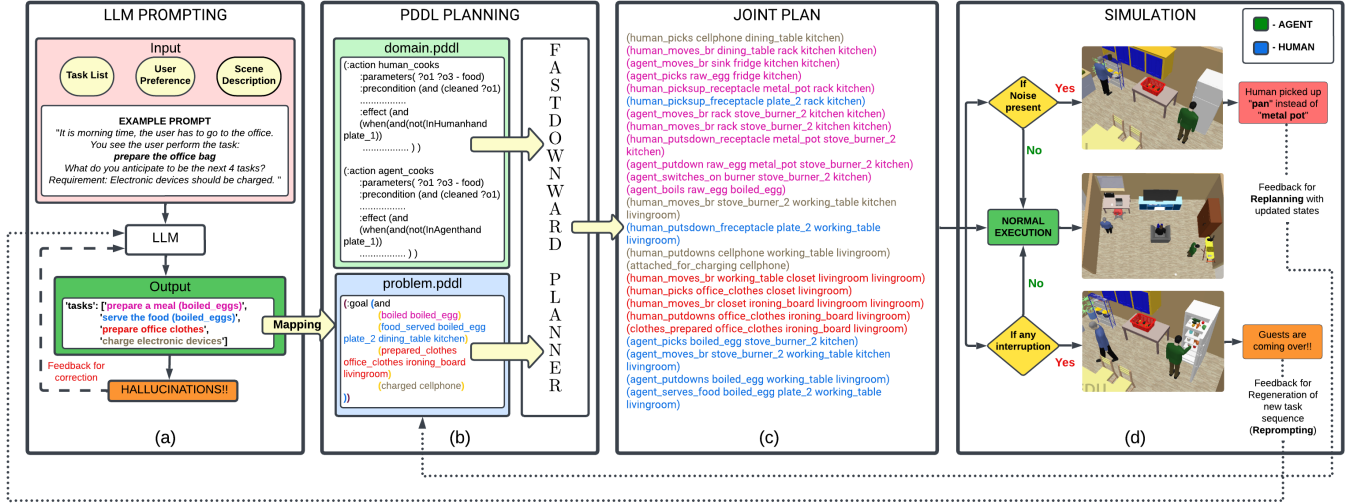 LLM PROMPTING
Input
Task List
User
Preference
Scene
Description
EXAMPLE PROMPT
"It is morning time, the user has to go to the office.
You see the user perform the task:
prepare the office bag
What do you anticipate to be the next 4 tasks?
Requirement: Electronic devices should be charged. "
LLM
Output
'tasks': ['prepare a meal (boiled_eggs)',
'serve the food (boiled_eggs)',
'prepare office clothes',
'charge electronic devices']
Feedback for
correction
HALLUCINATIONS!!
(a)
Mapping
PDDL PLANNING
domain.pddl
(:action human_cooks
:parameters( ?o1 ?o3 - food)
:precondition (and (cleaned ?o1)
.................
:effect (and
(when(and(not(InHumanhand
plate_1))
................. ) )
(:action agent_cooks
:parameters( ?o1 ?o3 - food)
:precondition (and (cleaned ?o1)
.................
:effect (and
(when(and(not(InAgenthand
plate_1))
................. ) )
problem.pddl
(:goal (and
(boiled boiled_egg)
(food_served boiled_egg
plate_2 dining_table kitchen)
(prepared_clothes
office_clothes ironing_board
livingroom)
(charged cellphone)
))
FASTDOWNWARD PLANNER
(b)
JOINT PLAN
(human_picks cellphone dining_table kitchen)
(human_moves_br dining_table rack kitchen kitchen)
(agent_moves_br sink fridge kitchen kitchen)
(agent_picks raw_egg fridge kitchen)
(human_picksup_receptacle metal_pot rack kitchen)
(human_picksup_freceptacle plate_2 rack kitchen)
(agent_moves_br rack stove_burner_2 kitchen kitchen)
(human_moves_br rack stove_burner_2 kitchen kitchen)
(human_putsdown_receptacle metal_pot stove_burner_2
kitchen)
(agent_putdown raw_egg metal_pot stove_burner_2 kitchen)
(agent_switches_on burner stove_burner_2 kitchen)
(agent_boils raw_egg boiled_egg)
(human_moves_br stove_burner_2 working_table kitchen
livingroom)
(human_putsdown_freceptacle plate_2 working_table
livingroom)
(human_putdowns cellphone working_table livingroom)
(attached_for_charging cellphone)
(human_moves_br working_table closet livingroom livingroom)
(human_picks office_clothes closet livingroom)
(human_moves_br closet ironing_board livingroom livingroom)
(human_putdowns office_clothes ironing_board livingroom)
(clothes_prepared office_clothes ironing_board livingroom)
(agent_picks boiled_egg stove_burner_2 kitchen)
(agent_moves_br stove_burner_2 working_table kitchen
livingroom)
(agent_putdowns boiled_egg working_table livingroom)
(agent_serves_food boiled_egg plate_2 working_table
livingroom)
(c)
SIMULATION
- AGENT
- HUMAN
If
Noise
present
Yes
No
NORMAL
EXECUTION
No
If any
interruption
Yes
Human picked up
"pan" instead of
"metal pot"
Feedback for
Replanning with
updated states
Guests are
coming over!!
Feedback for
Regeneration of
new task
sequence
(Reprompting)
(d)